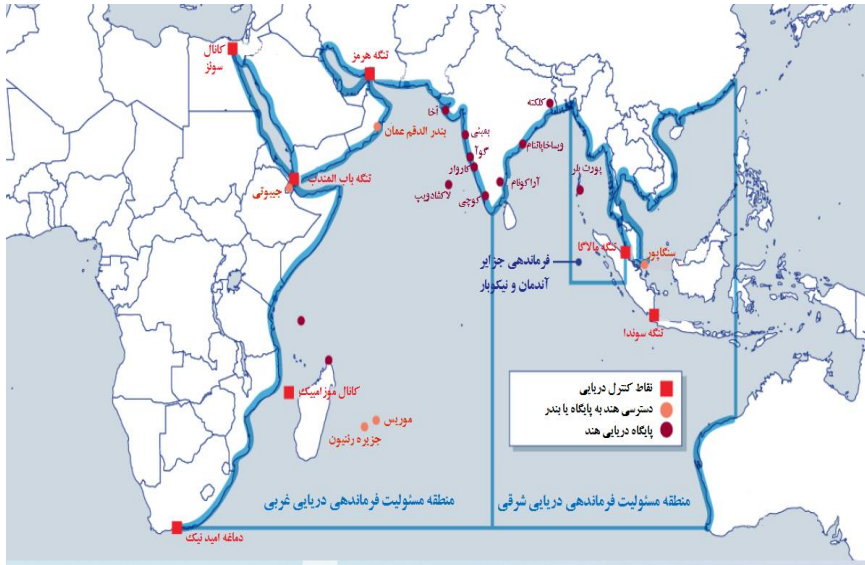 کانال
سوئز
تنگه هرمز
آخا
کلکته
بندر الدقم عمان
بمبئی
گوآ
کاروار
ویساخاپاتنام
تنگه باب المندب
جیبوتی
لاکشادویپ
کوچی
آراکونام
پورت بلر
تنگه مالاگا
سنگاپور
فرماندهی جزایر
آندمان و نیکوبار
تنگه سوندا
کانال موزامبیک
موریس
جزیره رئنیون
نقاط کنترل دریایی
دسترسی هند به پایگاه یا بندر
پایگاه دریایی هند
منطقه مسئولیت فرماندهی دریایی غربی
منطقه مسئولیت فرماندهی دریایی شرقی
دماغه امید نیک